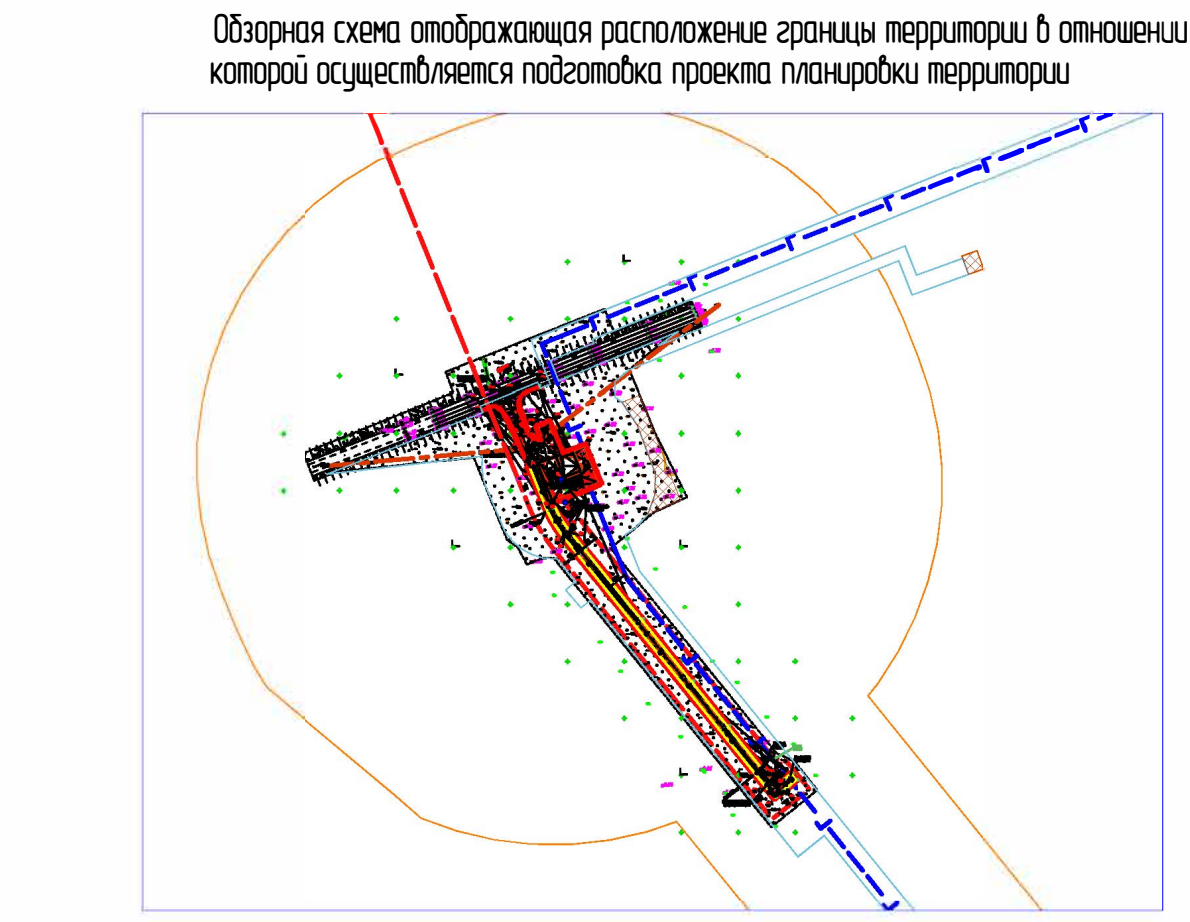 Обзорная схема отображающая расположение границы территории в отношении
которой осуществляется подготовка проекта планировки территории